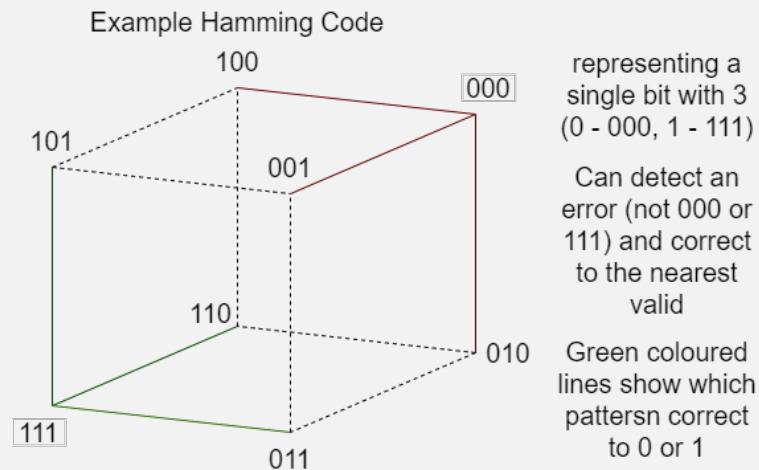 Example Hamming Code
100
000
101
001
110
010
111
011
representing a
single bit with 3
(0 - 000, 1 - 111)
Can detect an
error (not 000 or
111) and correct
to the nearest
valid
Green coloured
lines show which
pattersn correct
to 0 or 1